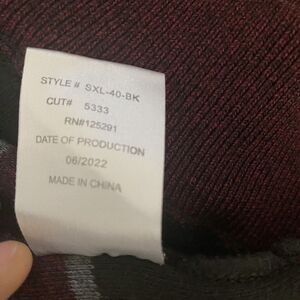 STYLE # SXL-40-BK
CUT# 5333
RN#125291
DATE OF PRODUCTION
06/2022
MADE IN CHINA